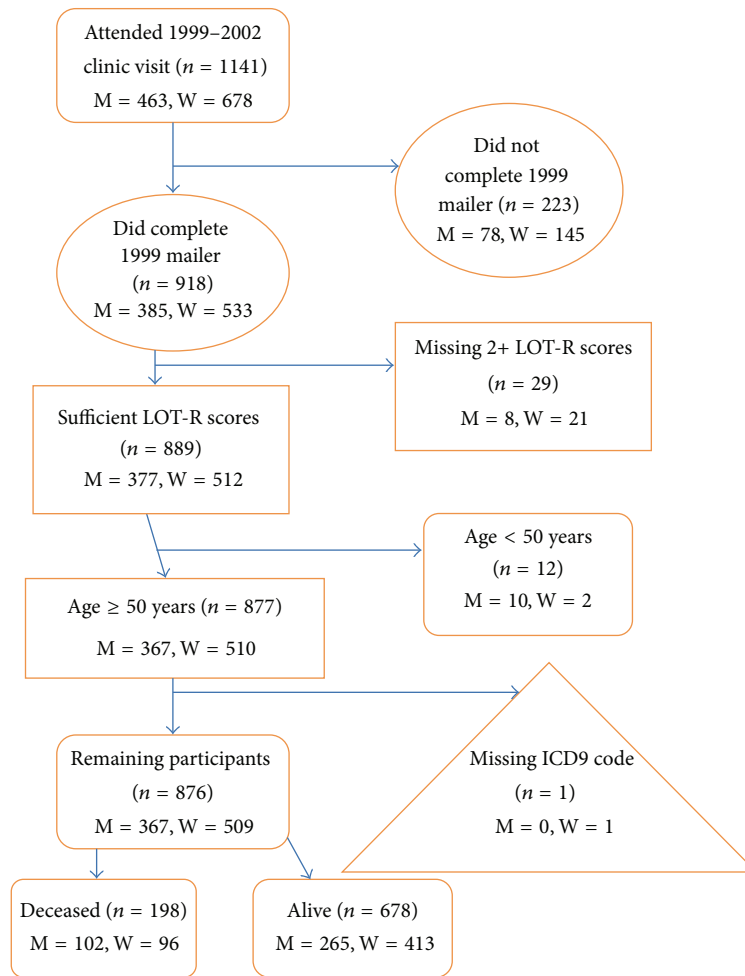 Attended 1999–2002
clinic visit (n = 1141)
M = 463, W = 678
Did not
complete 1999
mailer (n = 223)
M = 78, W = 145
Did complete
1999 mailer
(n = 918)
M = 385, W = 533
Missing 2+ LOT-R scores
(n = 29)
M = 8, W = 21
Sufficient LOT-R scores
(n = 889)
M = 377, W = 512
Age < 50 years
(n = 12)
M = 10, W = 2
Age ≥ 50 years (n = 877)
M = 367, W = 510
Remaining participants
(n = 876)
M = 367, W = 509
Missing ICD9 code
(n = 1)
M = 0, W = 1
Deceased (n = 198)
M = 102, W = 96
Alive (n = 678)
M = 265, W = 413